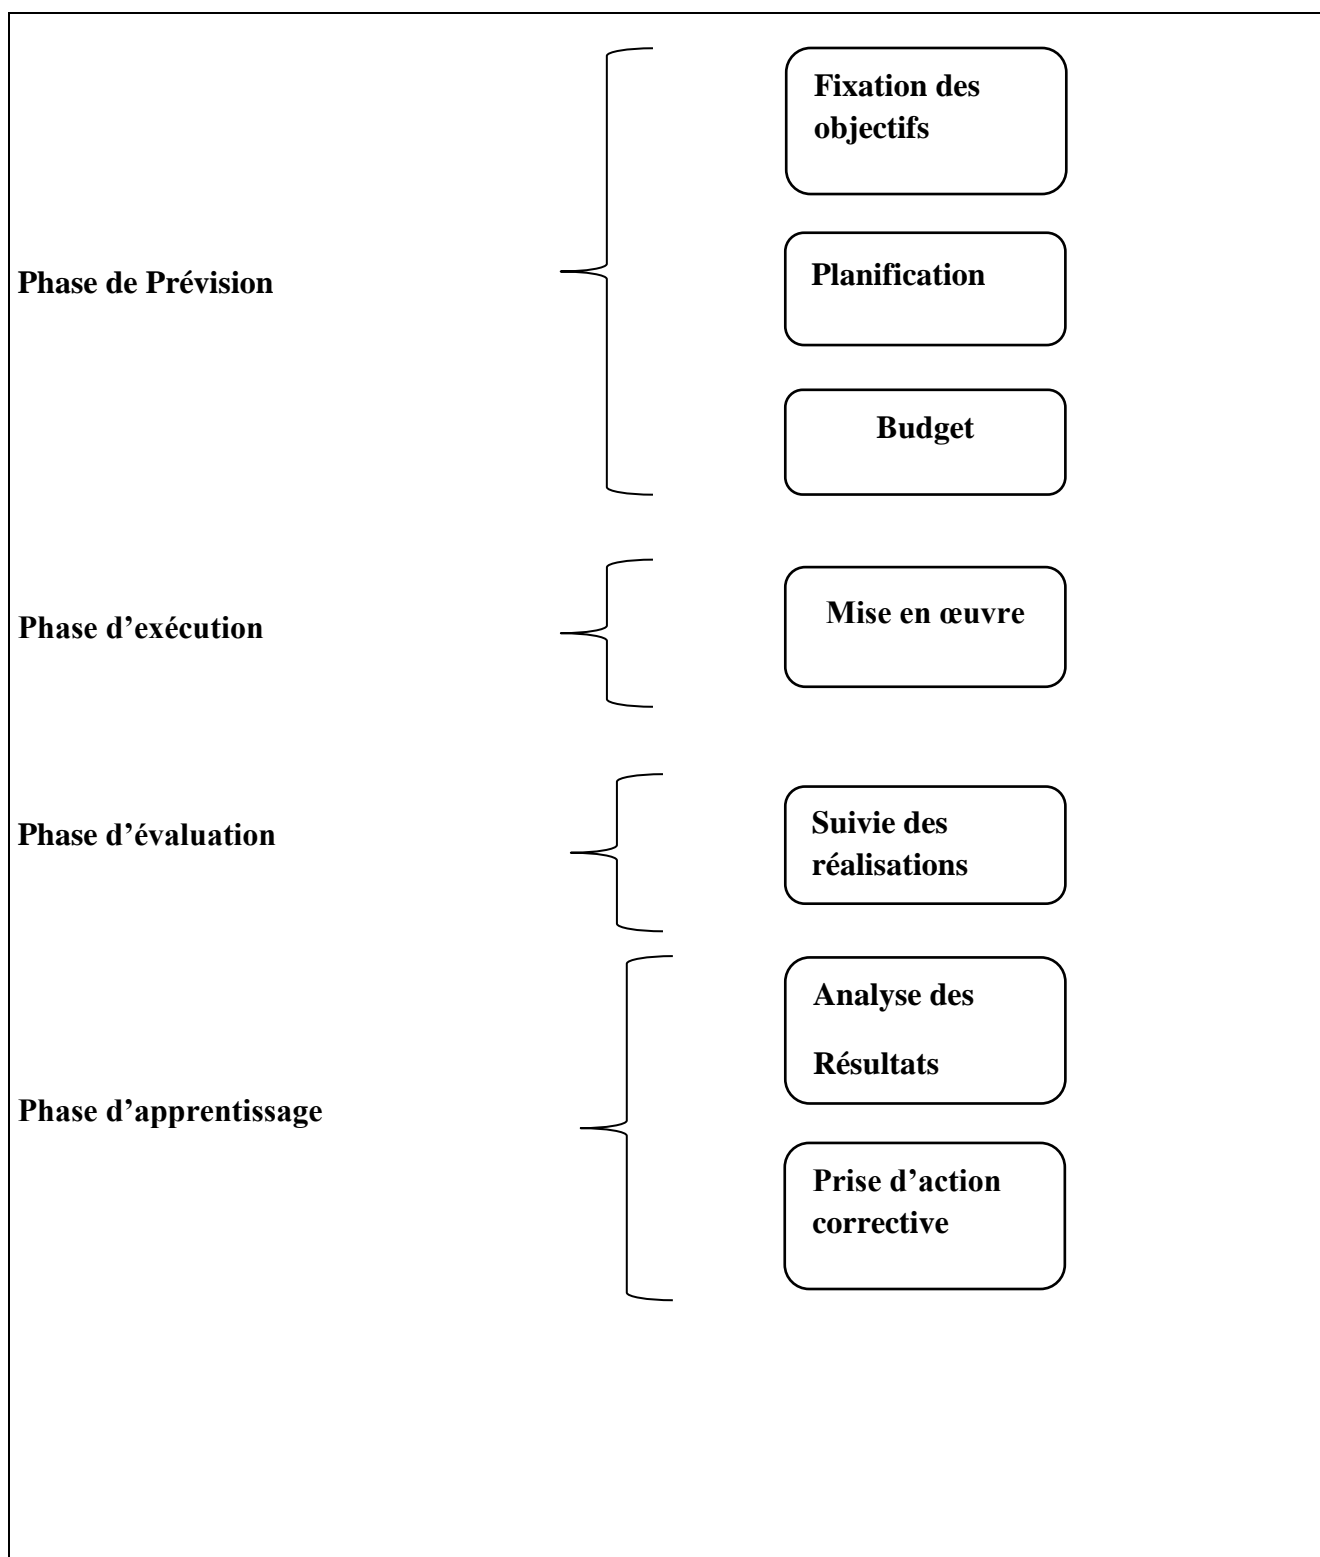 Phase de Prévision
Fixation des
objectifs
Planification
Budget
Phase d’exécution
Mise en œuvre
Phase d’évaluation
Suivie des
réalisations
Phase d’apprentissage
Analyse des
Résultats
Prise d’action
corrective